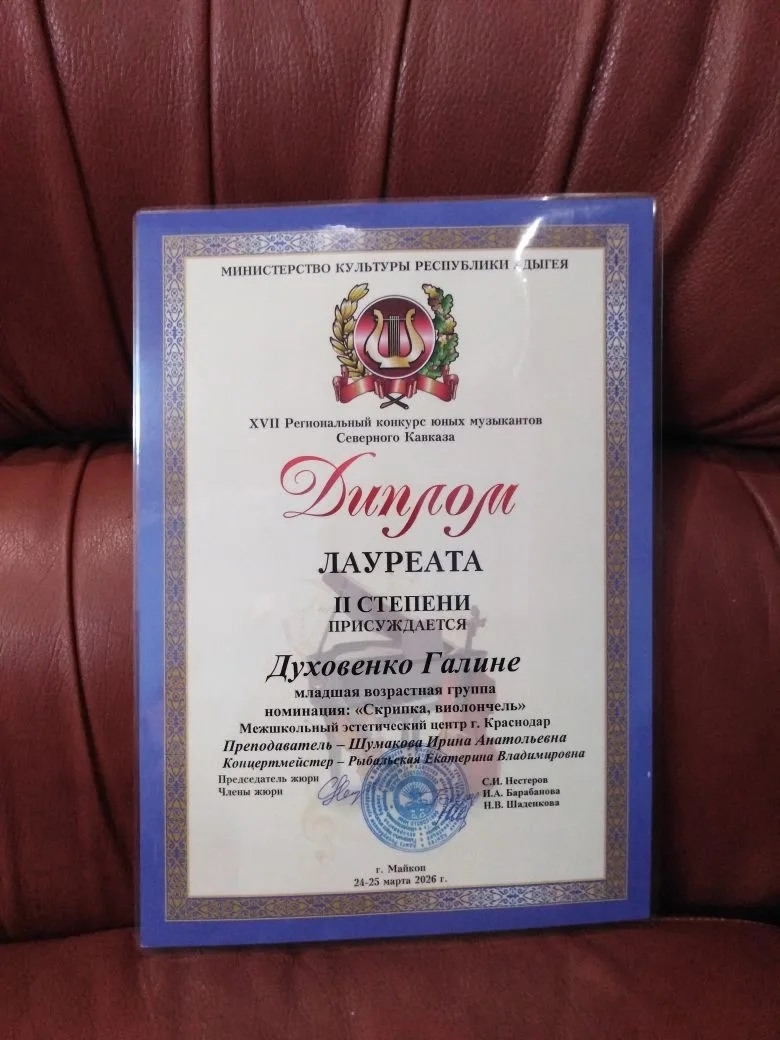 МИНИСТЕРСТВО КУЛЬТУРЫ РЕСПУБЛИКИ АДЫГЕЯ
XVII Региональный конкурс юных музыкантов
Северного Кавказа
Диплом
ЛАУРЕАТА
II СТЕПЕНИ
ПРИСУЖДАЕТСЯ
Духовенко Галине
младшая возрастная группа
номинация: «Скрипка, виолончель»
Межшкольный эстетический центр г. Краснодар
Преподаватель – Шумакова Ирина Анатольевна
Концертмейстер – Рыбальская Екатерина Владимировна
Председатель жюри С.И. Нестеров
Члены жюри И.А. Барабанова
Н.В. Шаденкова
г. Майкоп
24-25 марта 2026 г.